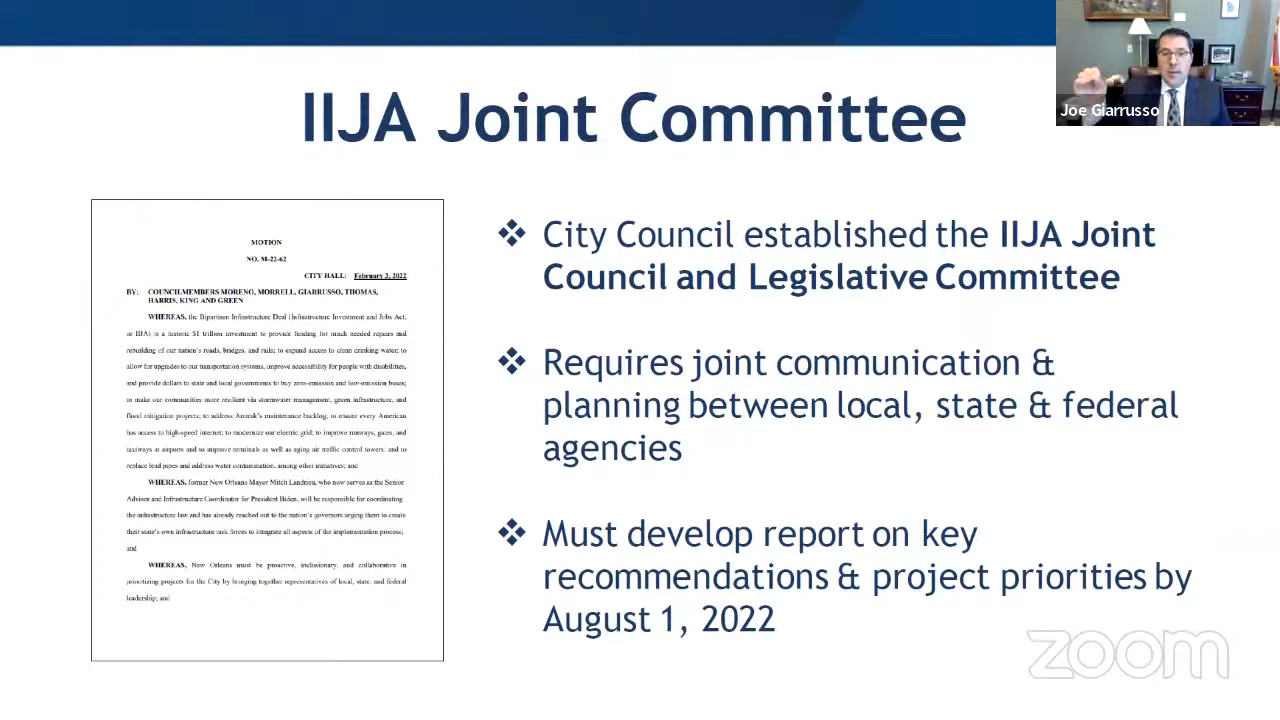 IIJA Joint Committee
Joe Giarrusso
MOTION
NO. M-22-62
CITY HALL: February 3, 2022
BY: COUNCILMEMBERS MORENO, MORRELL, GIARRUSSO, THOMAS,
HARRIS, KING AND GREEN
WHEREAS, the Bipartisan Infrastructure Deal (Infrastructure Investment and Jobs Act,
or IIJA) is a historic $1 trillion investment to provide funding for much needed repairs and
rebuilding of our nation's roads, bridges, and rails; to expand access to clean drinking water; to
allow for upgrades to our transportation systems, improve accessibility for people with disabilities,
and provide dollars to state and local governments to buy zero-emission and low-emission buses;
to make our communities more resilient via stormwater management, green infrastructure, and
flood mitigation projects; to address Amtrak's maintenance backlog; to ensure every American
has access to high-speed internet; to modernize our electric grid; to improve runways, gates, and
taxiways at airports and to improve terminals as well as aging air traffic control towers; and to
replace lead pipes and address water contamination, among other initiatives; and
WHEREAS, former New Orleans Mayor Mitch Landrieu, who now serves as the Senior
Advisor and Infrastructure Coordinator for President Biden, will be responsible for coordinating
the infrastructure law and has already reached out to the nation's governors urging them to create
their state's own infrastructure task forces to integrate all aspects of the implementation process;
and
WHEREAS, New Orleans must be proactive, inclusionary, and collaborative in
prioritizing projects for the City by bringing together representatives of local, state, and federal
leadership; and
City Council established the IIJA Joint
Council and Legislative Committee
Requires joint communication &
planning between local, state & federal
agencies
Must develop report on key
recommendations & project priorities by
August 1, 2022
zoom